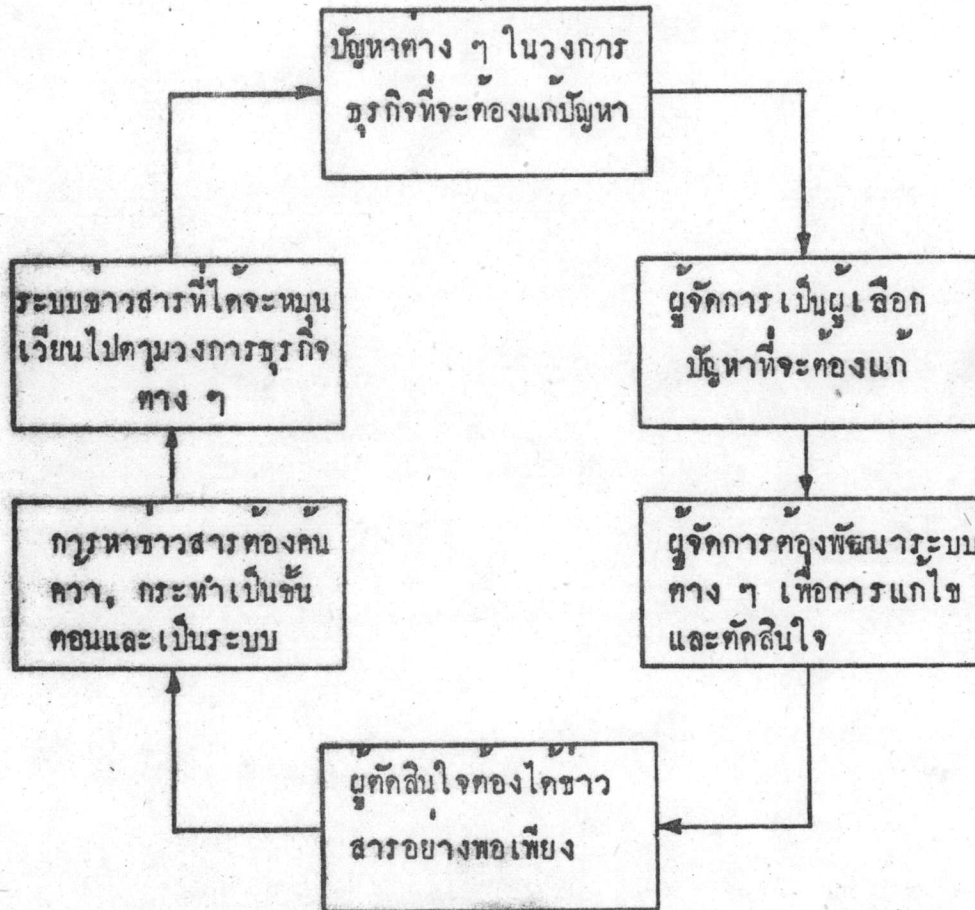 ปัญหาต่าง ๆ ในวงการ
ธุรกิจที่จะต้องแก้ปัญหา
ผู้จัดการเป็นผู้เลือก
ปัญหาที่จะต้องแก้
ผู้จัดการต้องพัฒนาระบบ
ต่าง ๆ เพื่อการแก้ไข
และตัดสินใจ
ผู้ตัดสินใจต้องได้ข่าว
สารอย่างพอเพียง
การหาข่าวสารต้องค้น
คว้า, กระทำเป็นขั้น
ตอนและเป็นระบบ
ระบบข่าวสารที่ได้จะหมุน
เวียนไปตามวงการธุรกิจ
ต่าง ๆ